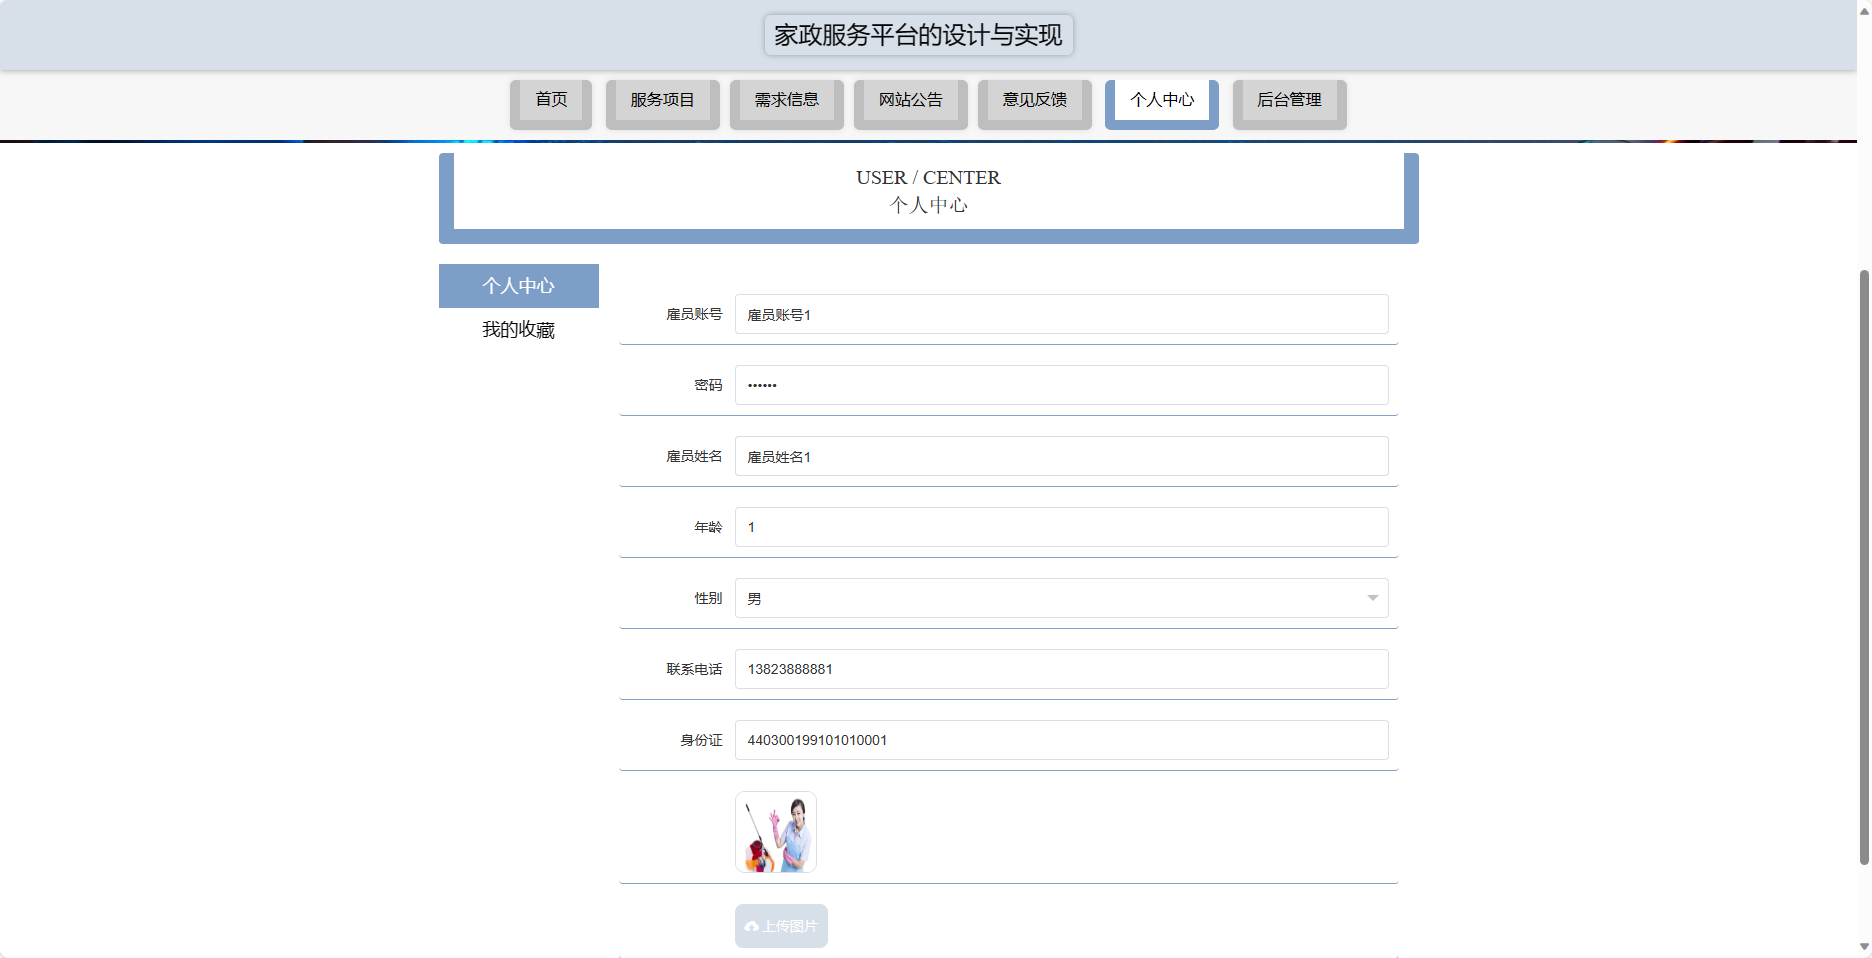 家政服务平台的设计与实现
首页 服务项目 需求信息 网站公告 意见反馈 个人中心 后台管理
USER / CENTER
个人中心
个人中心
我的收藏
雇员账号 雇员账号1
密码 ••••••
雇员姓名 雇员姓名1
年龄 1
性别 男
联系电话 13823888881
身份证 440300199101010001
上传图片